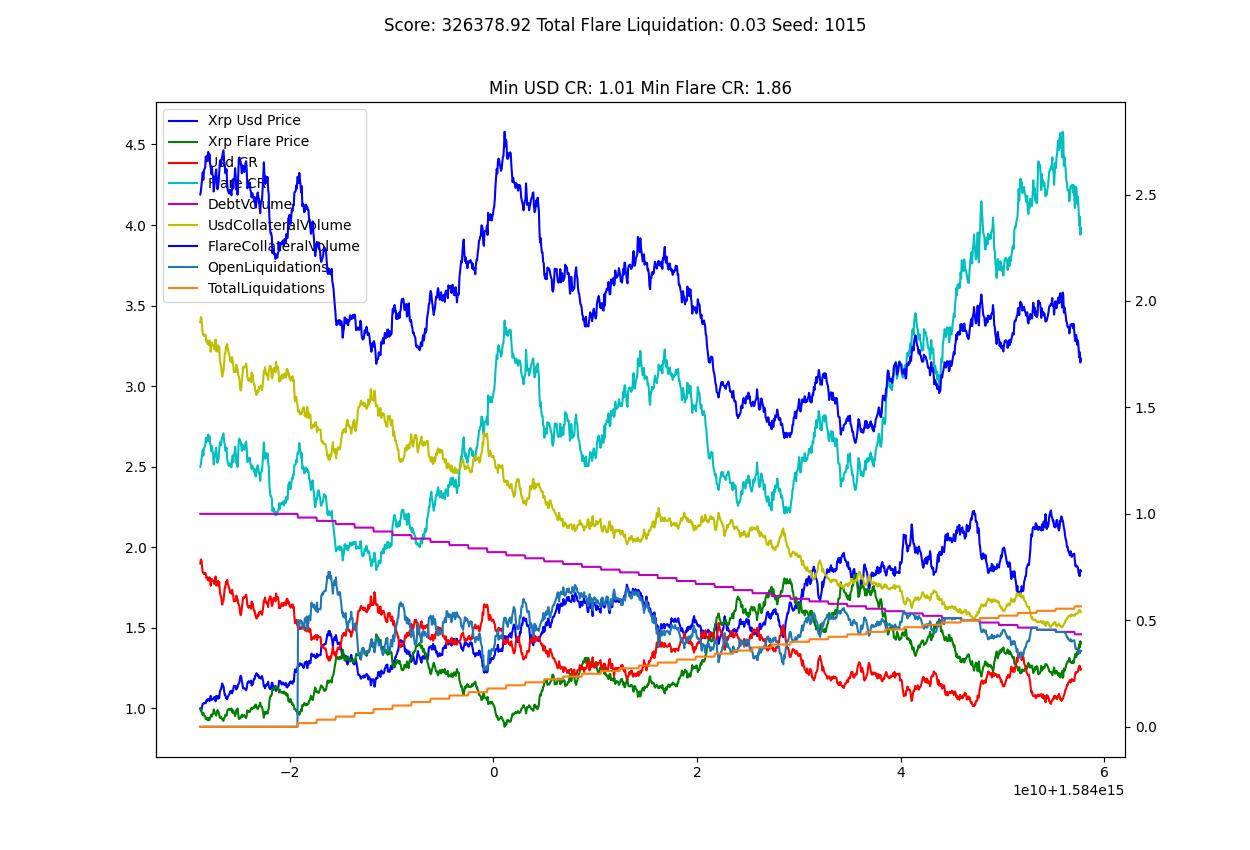 Score: 326378.92 Total Flare Liquidation: 0.03 Seed: 1015
Min USD CR: 1.01 Min Flare CR: 1.86
Xrp Usd Price
Xrp Flare Price
Usd CR
Flare CR
DebtVolume
UsdCollateralVolume
FlareCollateralVolume
OpenLiquidations
TotalLiquidations
4.5
4.0
3.5
3.0
2.5
2.0
1.5
1.0
2.5
2.0
1.5
1.0
0.5
0.0
−2
0
2
4
6
1e10+1.584e15